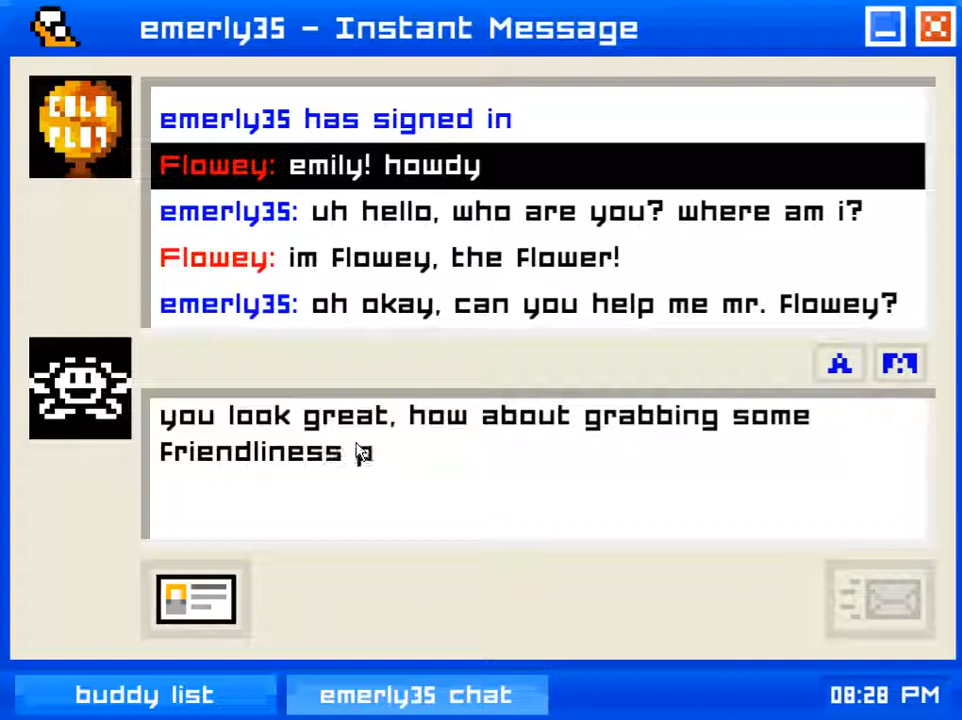 emerly35 - Instant Message
COLD
PLAY
emerly35 has signed in
Flowey: emily! howdy
emerly35: uh hello, who are you? where am i?
Flowey: im Flowey, the Flower!
emerly35: oh okay, can you help me mr. Flowey?
A
you look great, how about grabbing some
Friendliness p
buddy list
emerly35 chat
08:28 PM